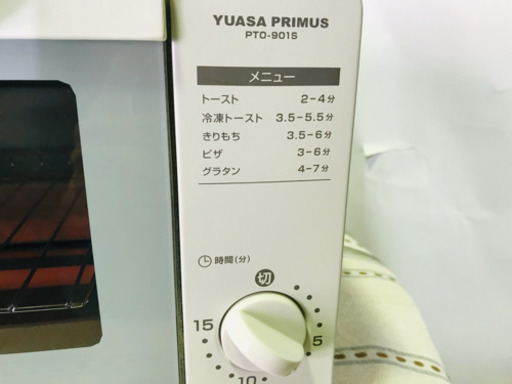 YUASA PRIMUS
PTO-901S
メニュー
トースト 2-4分
冷凍トースト 3.5-5.5分
きりもち 3.5-6分
ピザ 3-6分
グラタン 4-7分
時間(分)
切
15
5
10